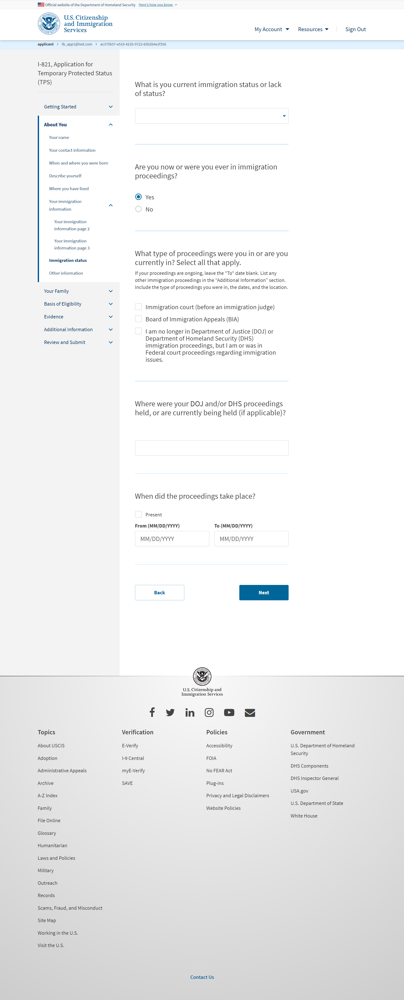 Official website of the Department of Homeland Security Here's how you know
U.S. Citizenship
and Immigration
Services
My Account Resources Sign Out
applicant > tb_app1@test.com > ac375b57-e510-421b-9723-65b2b4e1f356
I-821, Application for
Temporary Protected Status
(TPS)
Getting Started
About You
Your name
Your contact information
When and where you were born
Describe yourself
Where you have lived
Your immigration
information
Your immigration
information page 2
Your immigration
information page 3
Immigration status
Other information
Your Family
Basis of Eligibility
Evidence
Additional Information
Review and Submit
What is you current immigration status or lack
of status?
Are you now or were you ever in immigration
proceedings?
Yes
No
What type of proceedings were you in or are you
currently in? Select all that apply.
If your proceedings are ongoing, leave the "To" date blank. List any
other immigration proceedings in the “Additional Information” section.
Include the type of proceedings you were in, the dates, and the location.
Immigration court (before an immigration judge)
Board of Immigration Appeals (BIA)
I am no longer in Department of Justice (DOJ) or
Department of Homeland Security (DHS)
immigration proceedings, but I am or was in
Federal court proceedings regarding immigration
issues.
Where were your DOJ and/or DHS proceedings
held, or are currently being held (if applicable)?
When did the proceedings take place?
Present
From (MM/DD/YYYY) To (MM/DD/YYYY)
MM/DD/YYYY MM/DD/YYYY
Back Next
U.S. Citizenship and
Immigration Services
Topics
About USCIS
Adoption
Administrative Appeals
Archive
A-Z Index
Family
File Online
Glossary
Humanitarian
Laws and Policies
Military
Outreach
Records
Scams, Fraud, and Misconduct
Site Map
Working in the U.S.
Visit the U.S.
Verification
E-Verify
I-9 Central
myE-Verify
SAVE
Policies
Accessibility
FOIA
No FEAR Act
Plug-ins
Privacy and Legal Disclaimers
Website Policies
Government
U.S. Department of Homeland
Security
DHS Components
DHS Inspector General
USA.gov
U.S. Department of State
White House
Contact Us